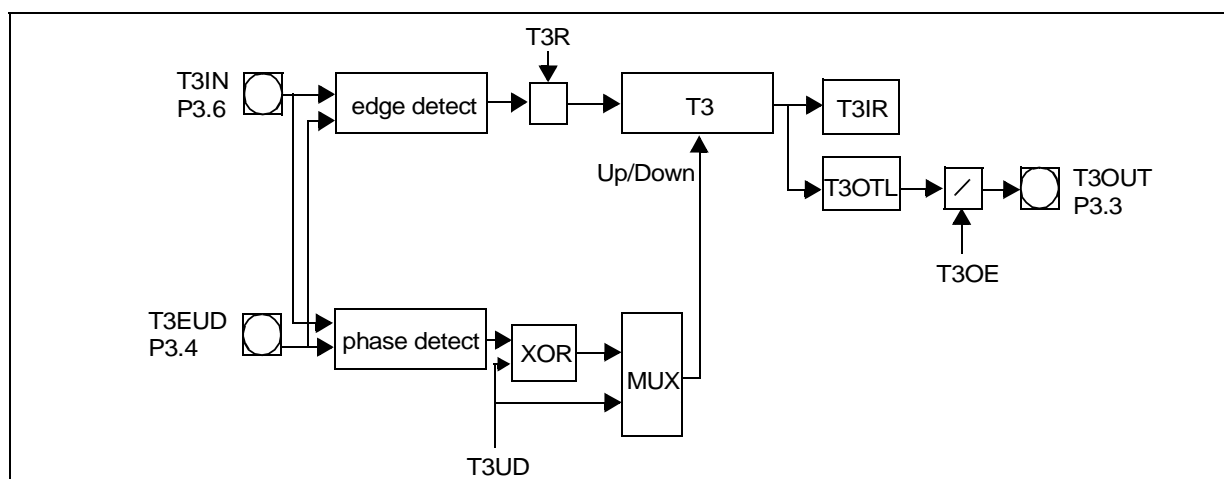 T3R
T3IN
P3.6
edge detect
T3
T3IR
Up/Down
T3OTL
T3OUT
P3.3
T3OE
T3EUD
P3.4
phase detect
XOR
MUX
T3UD